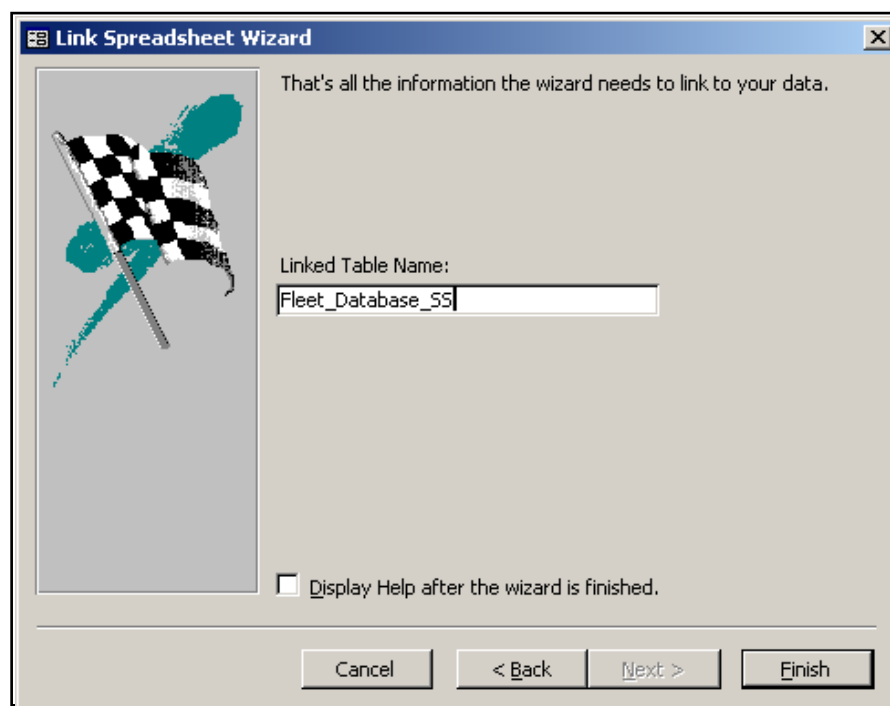 Link Spreadsheet Wizard
That's all the information the wizard needs to link to your data.
Linked Table Name:
Fleet_Database_SS
Display Help after the wizard is finished.
Cancel < Back Next > Finish